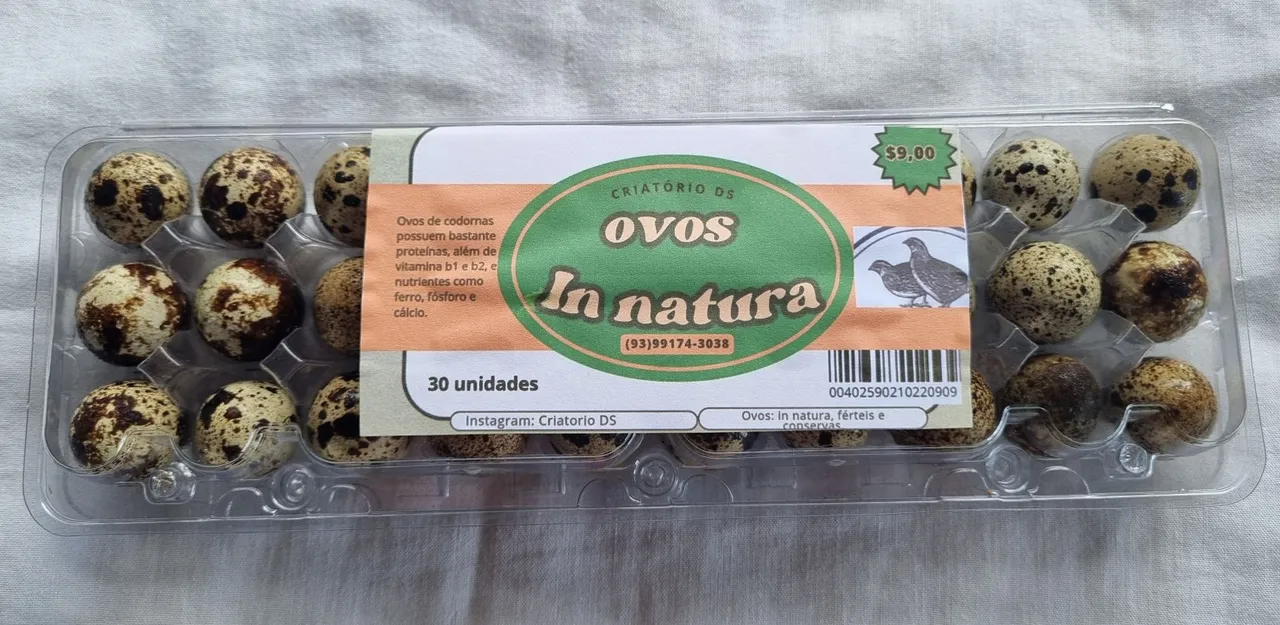 $9,00
CRIATÓRIO DS
ovos
In natura
(93)99174-3038
Ovos de codornas
possuem bastante
proteínas, além de
vitamina b1 e b2, e
nutrientes como
ferro, fósforo e
cálcio.
30 unidades
00402590210220909
Instagram: Criatorio DS
Ovos: in natura, férteis e
conservas